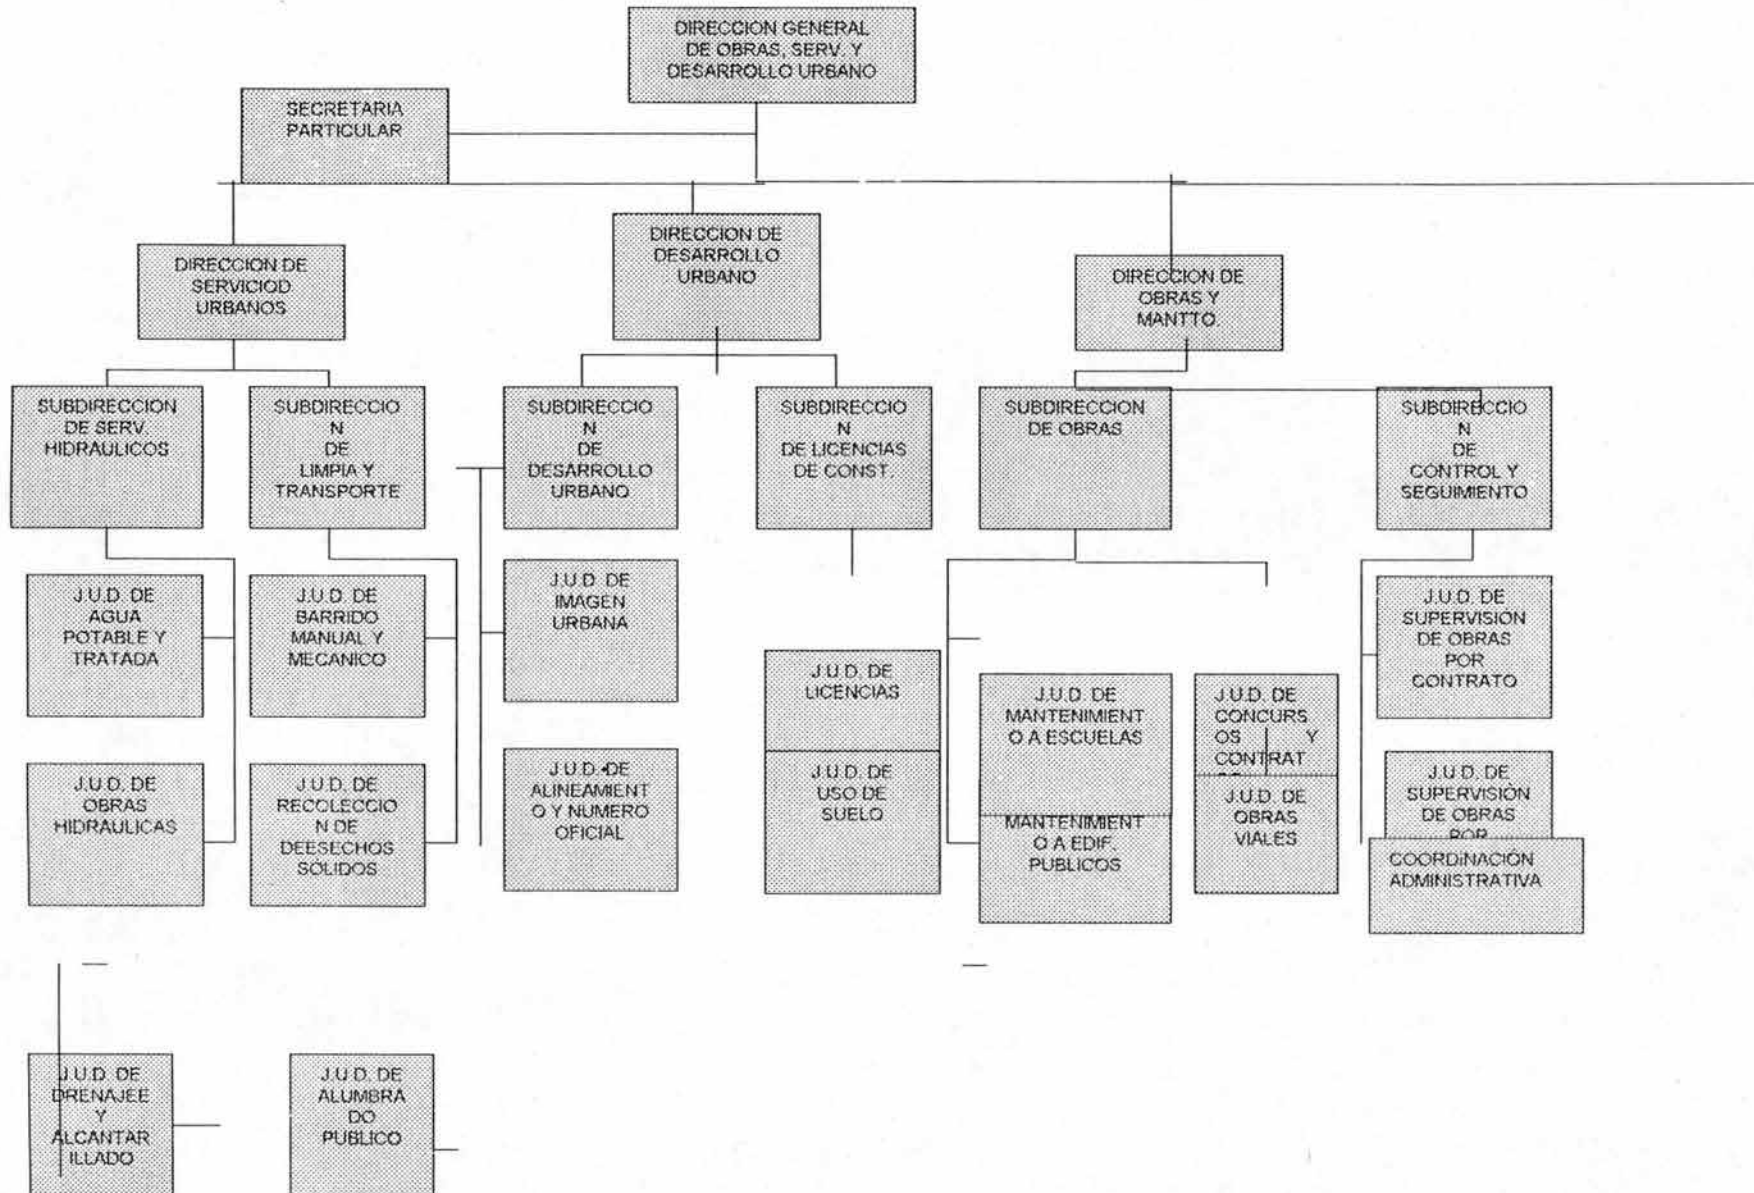 DIRECCION GENERAL
DE OBRAS, SERV. Y
DESARROLLO URBANO
SECRETARIA
PARTICULAR
DIRECCION DE
SERVICIOD
URBANOS
DIRECCION DE
DESARROLLO
URBANO
DIRECCION DE
OBRAS Y
MANTTO.
SUBDIRECCION
DE SERV.
HIDRAULICOS
SUBDIRECCIO
N
DE
LIMPIA Y
TRANSPORTE
SUBDIRECCIO
N
DE
DESARROLLO
URBANO
SUBDIRECCIO
N
DE LICENCIAS
DE CONST.
SUBDIRECCION
DE OBRAS
SUBDIRECCIO
N
DE
CONTROL Y
SEGUIMIENTO
J.U.D. DE
AGUA
POTABLE Y
TRATADA
J.U.D. DE
BARRIDO
MANUAL Y
MECANICO
J.U.D. DE
IMAGEN
URBANA
J.U.D. DE
LICENCIAS
J.U.D. DE
MANTENIMIENT
O A ESCUELAS
J.U.D. DE
CONCURS
OS Y
CONTRAT
J.U.D. DE
SUPERVISION
DE OBRAS
POR
CONTRATO
J.U.D. DE
OBRAS
HIDRAULICAS
J.U.D. DE
RECOLECCIO
N DE
DEESECHOS
SOLIDOS
J.U.D. DE
ALINEAMIENT
O Y NUMERO
OFICIAL
J.U.D. DE
USO DE
SUELO
MANTENIMIENT
O A EDIF.
PUBLICOS
J.U.D. DE
OBRAS
VIALES
J.U.D. DE
SUPERVISIÓN
DE OBRAS
POR
COORDINACIÓN
ADMINISTRATIVA
J.U.D. DE
DRENAJEE
Y
ALCANTAR
ILLADO
J.U.D. DE
ALUMBRA
DO
PUBLICO